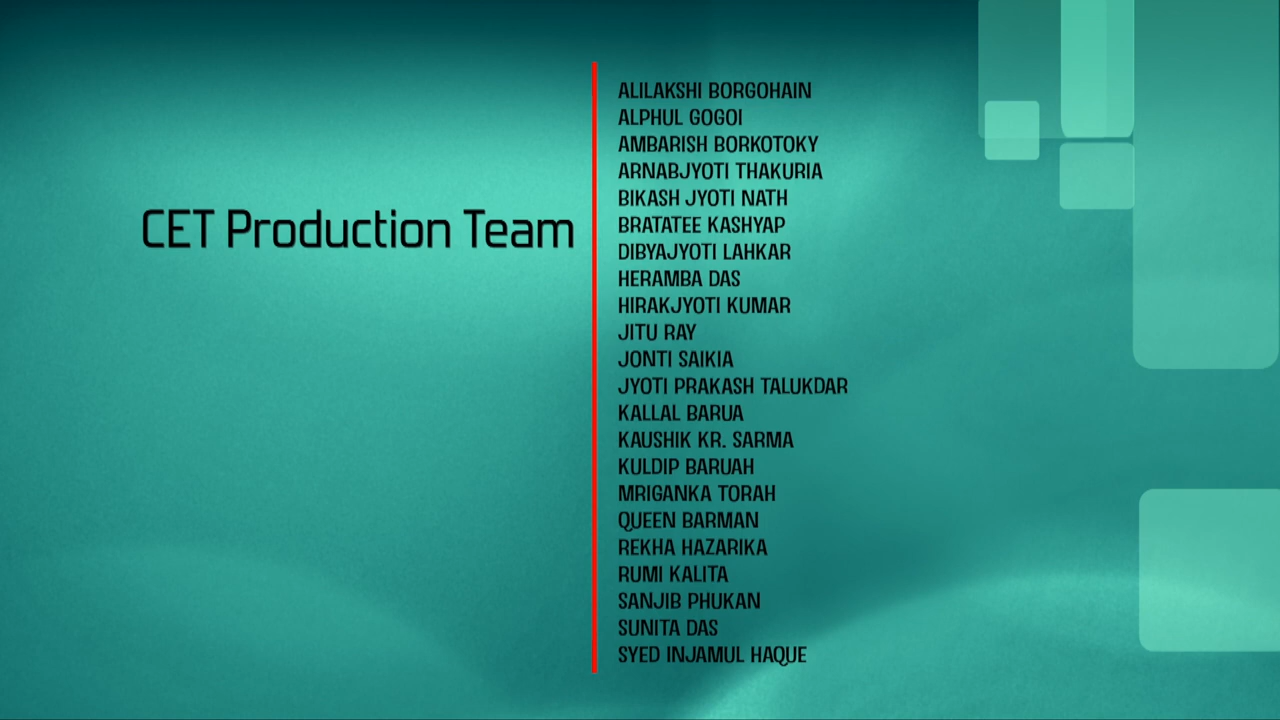 CET Production Team
ALILAKSHI BORGOHAIN
ALPHUL GOGOI
AMBARISH BORKOTOKY
ARNABJYOTI THAKURIA
BIKASH JYOTI NATH
BRATATEE KASHYAP
DIBYAJYOTI LAHKAR
HERAMBA DAS
HIRAKJYOTI KUMAR
JITU RAY
JONTI SAIKIA
JYOTI PRAKASH TALUKDAR
KALLAL BARUA
KAUSHIK KR. SARMA
KULDIP BARUAH
MRIGANKA TORAH
QUEEN BARMAN
REKHA HAZARIKA
RUMI KALITA
SANJIB PHUKAN
SUNITA DAS
SYED INJAMUL HAQUE